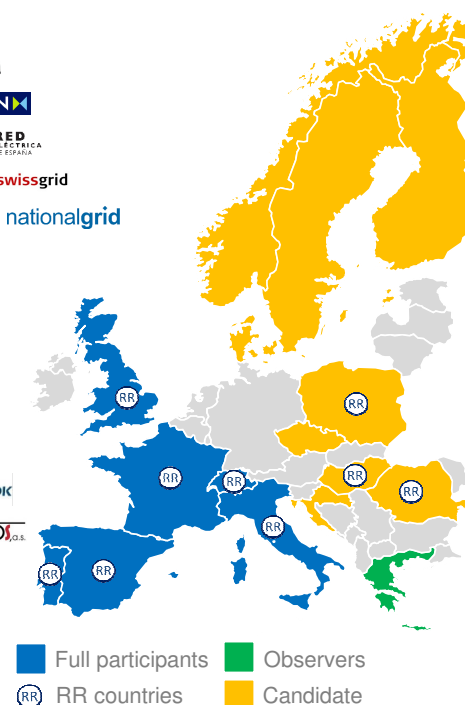 RED
ELÉCTRICA
DE ESPAÑA
swissgrid
nationalgrid
RR
RR
RR
RR
RR
RR
RR
RR
RR
Full participants
Observers
RR
RR countries
Candidate